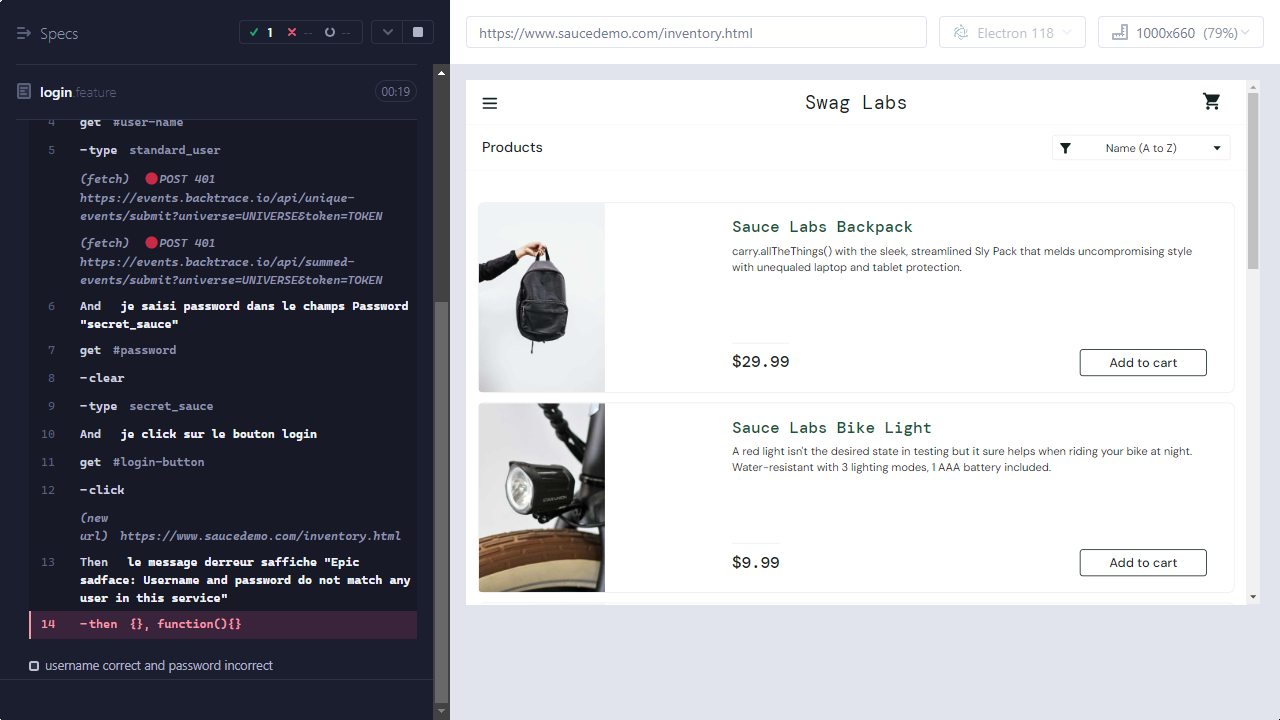 Specs
1
--
--
login.feature
00:19
4 get #user-name
5 -type standard_user
(fetch) POST 401
https://events.backtrace.io/api/unique-
events/submit?universe=UNIVERSE&token=TOKEN
(fetch) POST 401
https://events.backtrace.io/api/summed-
events/submit?universe=UNIVERSE&token=TOKEN
6 And je saisi password dans le champs Password
"secret_sauce"
7 get #password
8 -clear
9 -type secret_sauce
10 And je click sur le bouton login
11 get #login-button
12 -click
(new
url) https://www.saucedemo.com/inventory.html
13 Then le message derreur saffiche "Epic
sadface: Username and password do not match any
user in this service"
14 -then {}, function(){}
username correct and password incorrect
https://www.saucedemo.com/inventory.html
Electron 118
1000x660 (79%)
Swag Labs
Products
Name (A to Z)
Sauce Labs Backpack
carry.allTheThings() with the sleek, streamlined Sly Pack that melds uncompromising style
with unequaled laptop and tablet protection.
$29.99
Add to cart
Sauce Labs Bike Light
A red light isn't the desired state in testing but it sure helps when riding your bike at night.
Water-resistant with 3 lighting modes, 1 AAA battery included.
$9.99
Add to cart